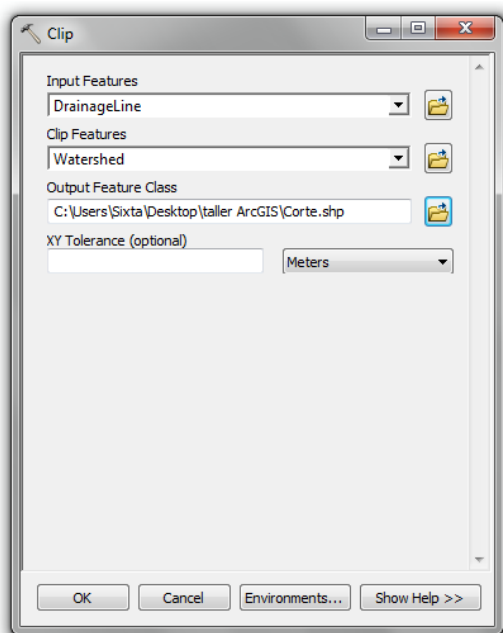 Clip
Input Features
DrainageLine
Clip Features
Watershed
Output Feature Class
C:\Users\Sixta\Desktop\taller ArcGIS\Corte.shp
XY Tolerance (optional)
Meters
OK Cancel Environments... Show Help >>